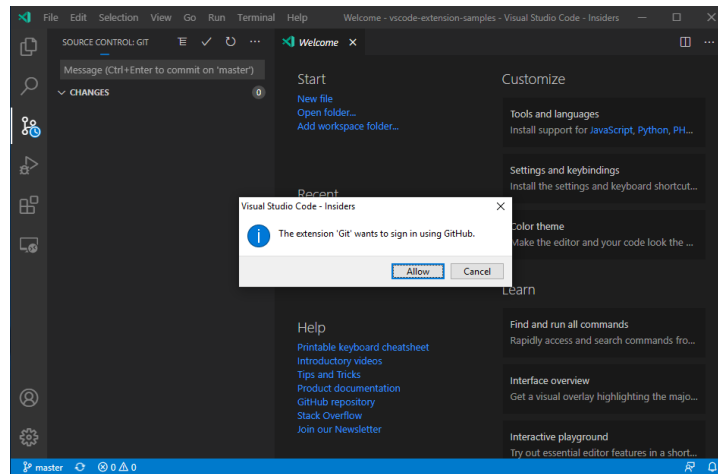 File Edit Selection View Go Run Terminal Help Welcome - vscode-extension-samples - Visual Studio Code - Insiders
SOURCE CONTROL: GIT
Message (Ctrl+Enter to commit on 'master')
CHANGES 0
Welcome
Start
New file
Open folder...
Add workspace folder...
Recent
Help
Printable keyboard cheatsheet
Introductory videos
Tips and Tricks
Product documentation
GitHub repository
Stack Overflow
Join our Newsletter
Customize
Tools and languages
Install support for JavaScript, Python, PH...
Settings and keybindings
Install the settings and keyboard shortcut...
Color theme
Make the editor and your code look the ...
Learn
Find and run all commands
Rapidly access and search commands fro...
Interface overview
Get a visual overlay highlighting the majo...
Interactive playground
Try out essential editor features in a short...
Visual Studio Code - Insiders
The extension 'Git' wants to sign in using GitHub.
Allow Cancel
master 0 0